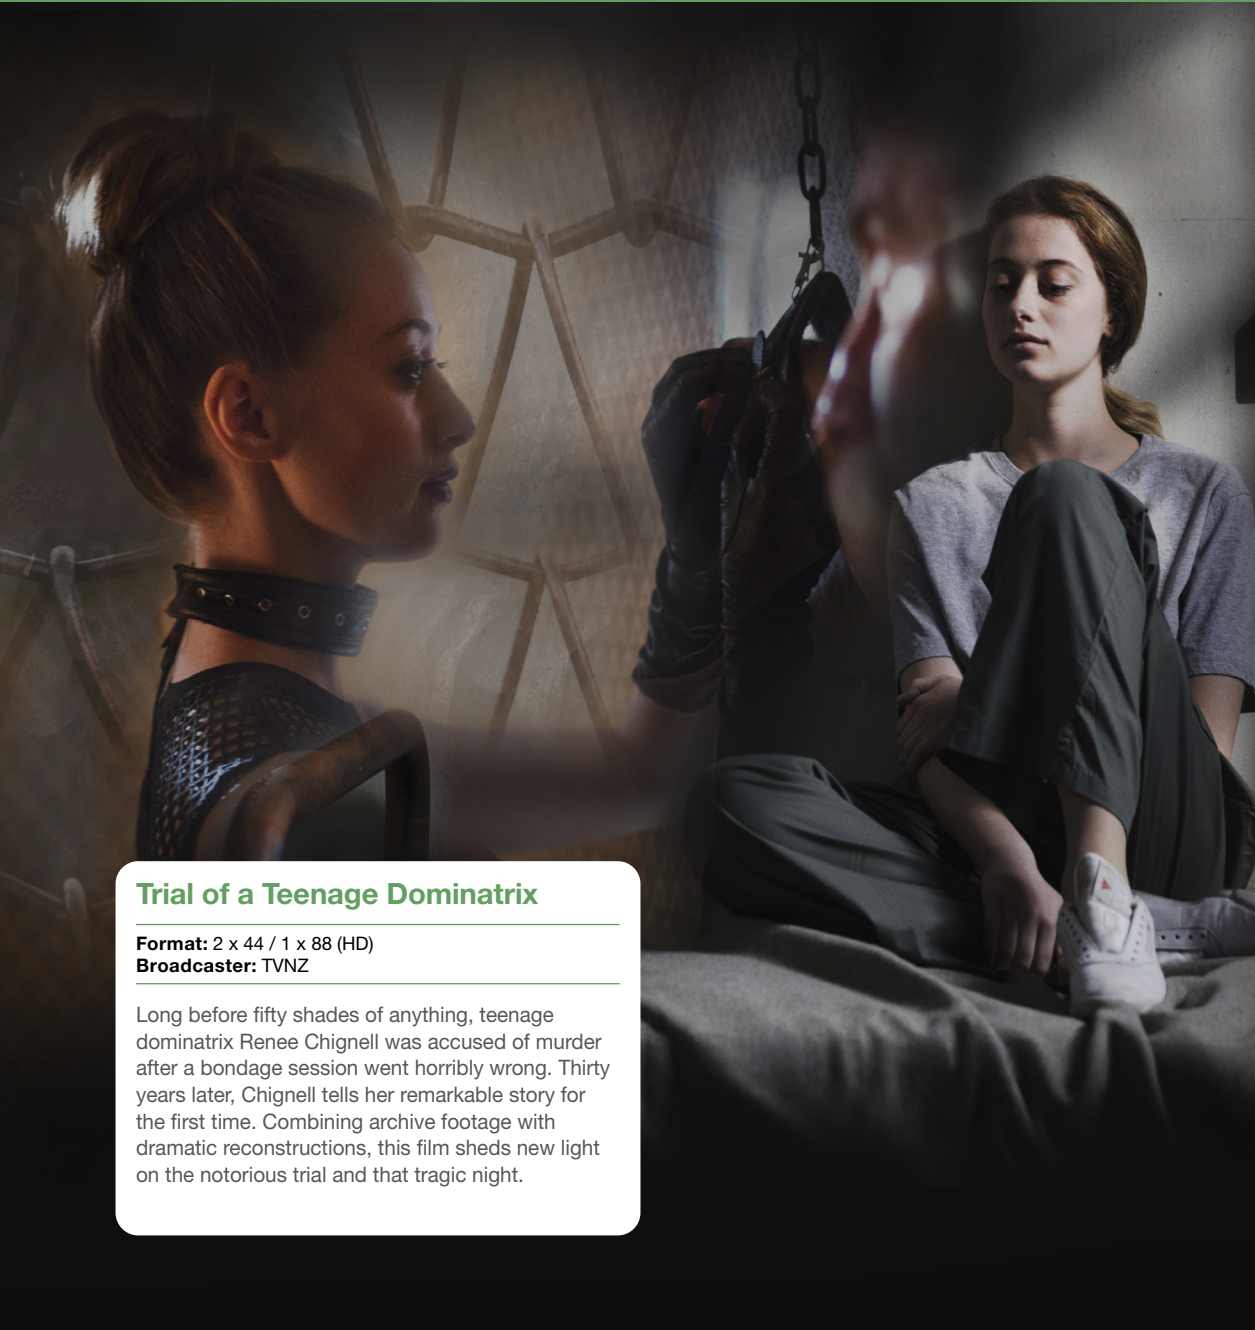 Trial of a Teenage Dominatrix
Format: 2 x 44 / 1 x 88 (HD)
Broadcaster: TVNZ
Long before fifty shades of anything, teenage
dominatrix Renee Chignell was accused of murder
after a bondage session went horribly wrong. Thirty
years later, Chignell tells her remarkable story for
the first time. Combining archive footage with
dramatic reconstructions, this film sheds new light
on the notorious trial and that tragic night.